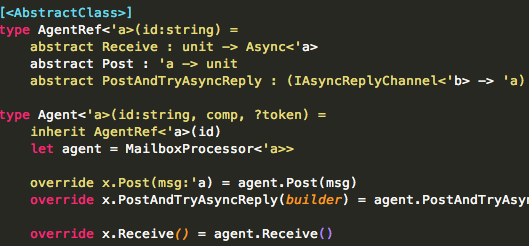 [<AbstractClass>]
type AgentRef<'a>(id:string) =
abstract Receive : unit -> Async<'a>
abstract Post : 'a -> unit
abstract PostAndTryAsyncReply : (IAsyncReplyChannel<'b> -> 'a)
type Agent<'a>(id:string, comp, ?token) =
inherit AgentRef<'a>(id)
let agent = MailboxProcessor<'a>>
override x.Post(msg:'a) = agent.Post(msg)
override x.PostAndTryAsyncReply(builder) = agent.PostAndTryAsyn
override x.Receive() = agent.Receive()